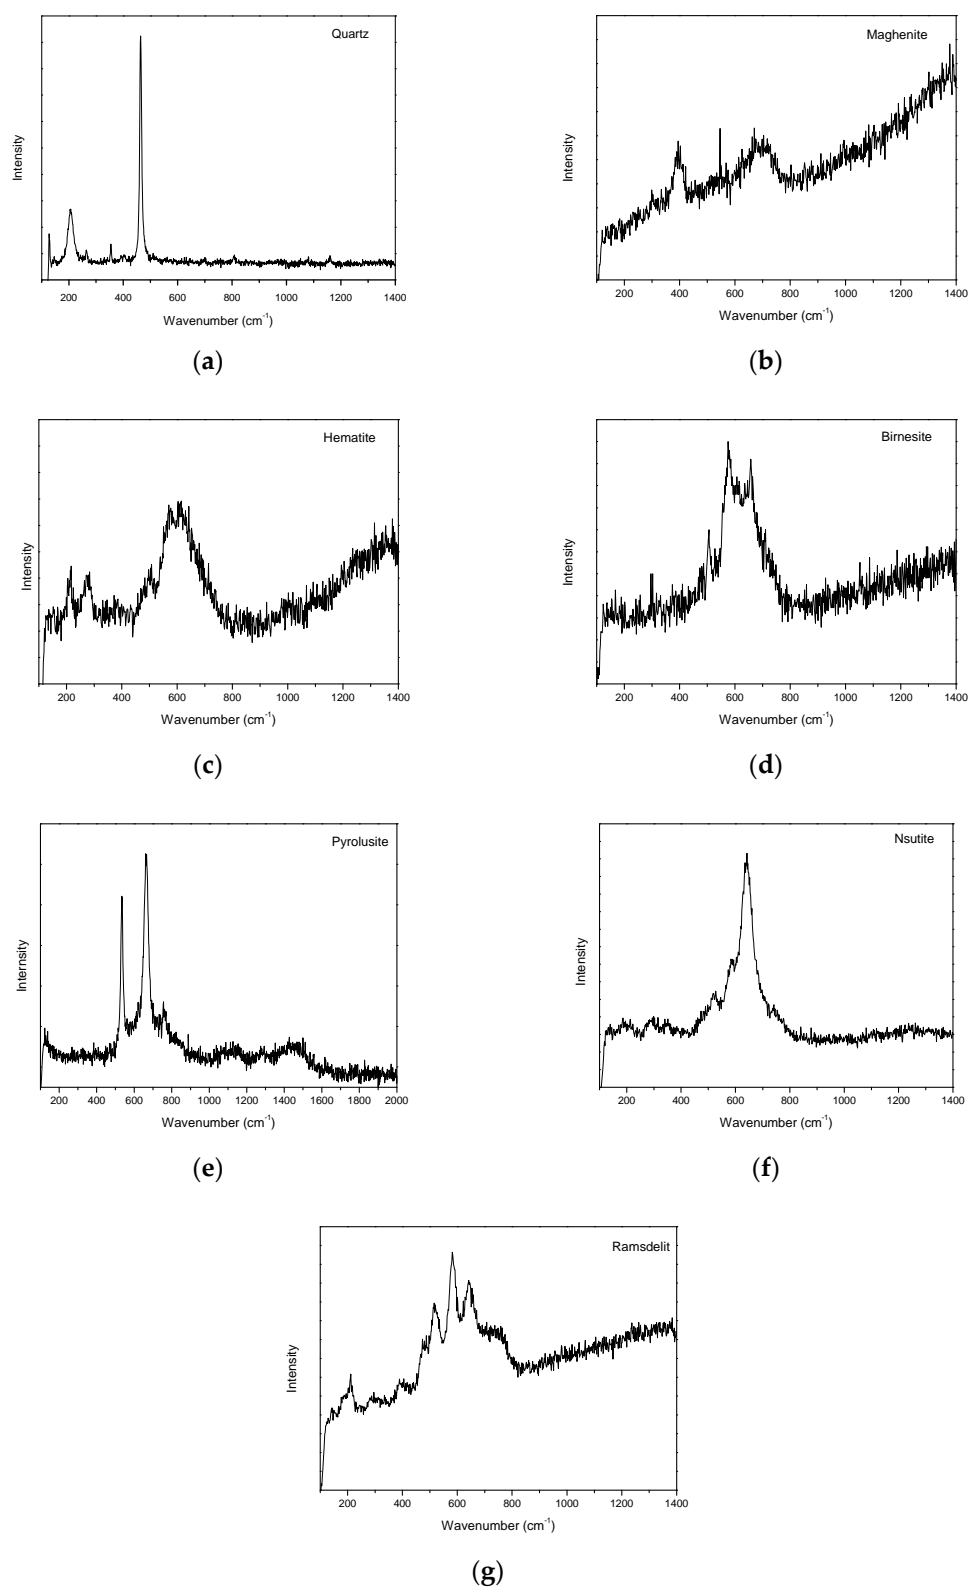 Quartz
Intensity
200 400 600 800 1000 1200 1400
Wavenumber (cm⁻¹)
(a)
Maghenite
Intensity
200 400 600 800 1000 1200 1400
Wavenumber (cm⁻¹)
(b)
Hematite
Intensity
200 400 600 800 1000 1200 1400
Wavenumber (cm⁻¹)
(c)
Birnesite
Intensity
200 400 600 800 1000 1200 1400
Wavenumber (cm⁻¹)
(d)
Pyrolusite
Internsity
200 400 600 800 1000 1200 1400 1600 1800 2000
Wavenumber (cm⁻¹)
(e)
Nsutite
Intensity
200 400 600 800 1000 1200 1400
Wavenumber (cm⁻¹)
(f)
Ramsdelit
Intensity
200 400 600 800 1000 1200 1400
Wavenumber (cm⁻¹)
(g)